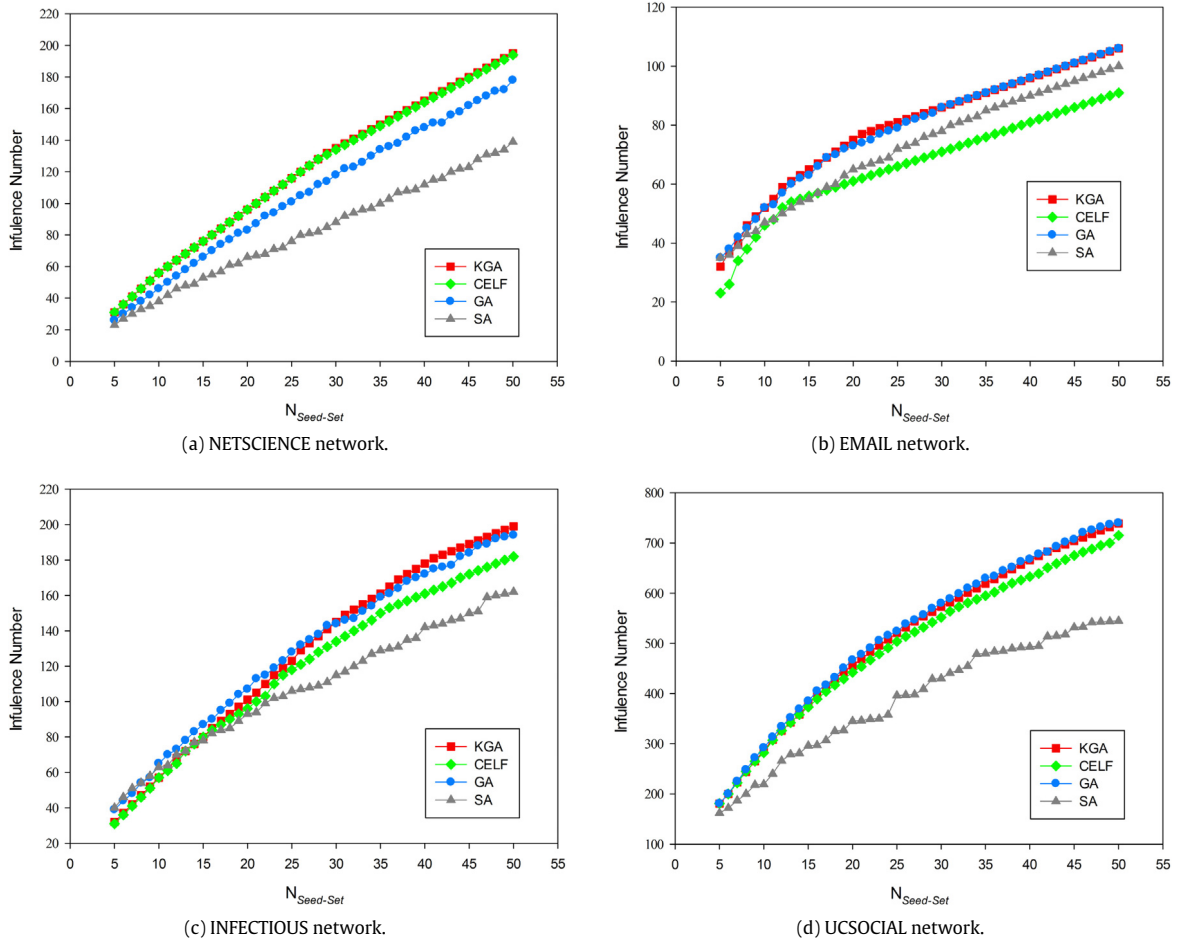 220
200
180
160
140
120
100
80
60
40
20
0
Infulence Number
0 5 10 15 20 25 30 35 40 45 50 55
N Seed-Set
KGA
CELF
GA
SA
(a) NETSCIENCE network.
120
100
80
60
40
20
0
Infulence Number
0 5 10 15 20 25 30 35 40 45 50 55
N Seed-Set
KGA
CELF
GA
SA
(b) EMAIL network.
220
200
180
160
140
120
100
80
60
40
20
Infulence Number
0 5 10 15 20 25 30 35 40 45 50 55
N Seed-Set
KGA
CELF
GA
SA
(c) INFECTIOUS network.
800
700
600
500
400
300
200
100
Infulence Number
0 5 10 15 20 25 30 35 40 45 50 55
N Seed-Set
KGA
CELF
GA
SA
(d) UCSOCIAL network.